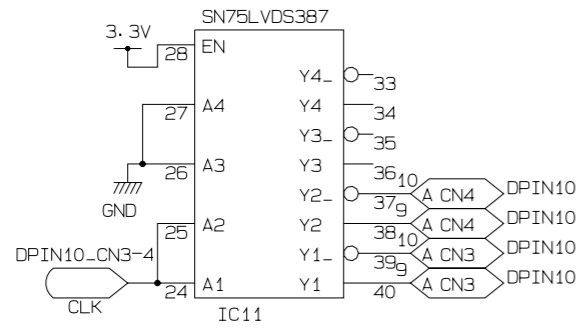 SN75LVDS387
3.3V
28 EN
Y4_ 33
27 A4 Y4 34
Y3_ 35
26 A3 Y3 36
GND
Y2_ 37 10 A CN4 DPIN10
25 A2 Y2 38 9 A CN4 DPIN10
DPIN10_CN3-4
Y1_ 39 10 A CN3 DPIN10
24 A1 Y1 40 9 A CN3 DPIN10
CLK
IC11